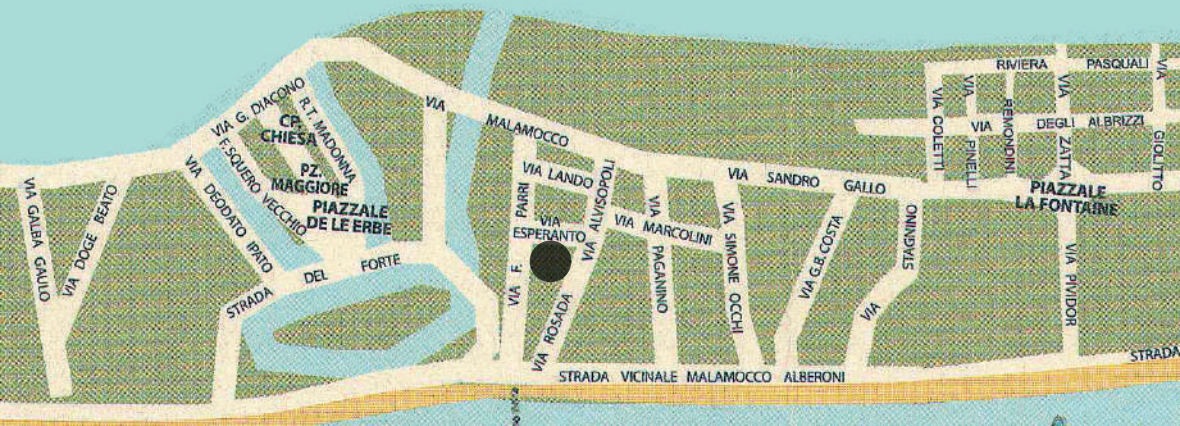 RIVIERA PASQUALI
VIA
VIA COLETTI
VIA PINELLI
REMONDINI
VIA ZATTA
VIA DEGLI ALBRIZZI
GIOLITTO
VIA G. DIACONO
R.T. MADONNA
CP.
CHIESA
PZ.
MAGGIORE
F. SQUERO VECCHIO
PIAZZALE
DE LE ERBE
VIA DEODATO IPATO
VIA GALBA GAULO
VIA DOGE BEATO
STRADA DEL FORTE
VIA MALAMOCCO
VIA LANDO
VIA F. PARRI
VIA
ESPERANTO
VIA ALVISOPOLI
VIA ROSADA
VIA MARCOLINI
VIA PAGANINO
VIA SANDRO GALLO
VIA SIMONE OCCHI
VIA G.B.COSTA
VIA STAGNINO
PIAZZALE
LA FONTAINE
VIA PIVIDOR
STRADA VICINALE MALAMOCCO ALBERONI
STRADA